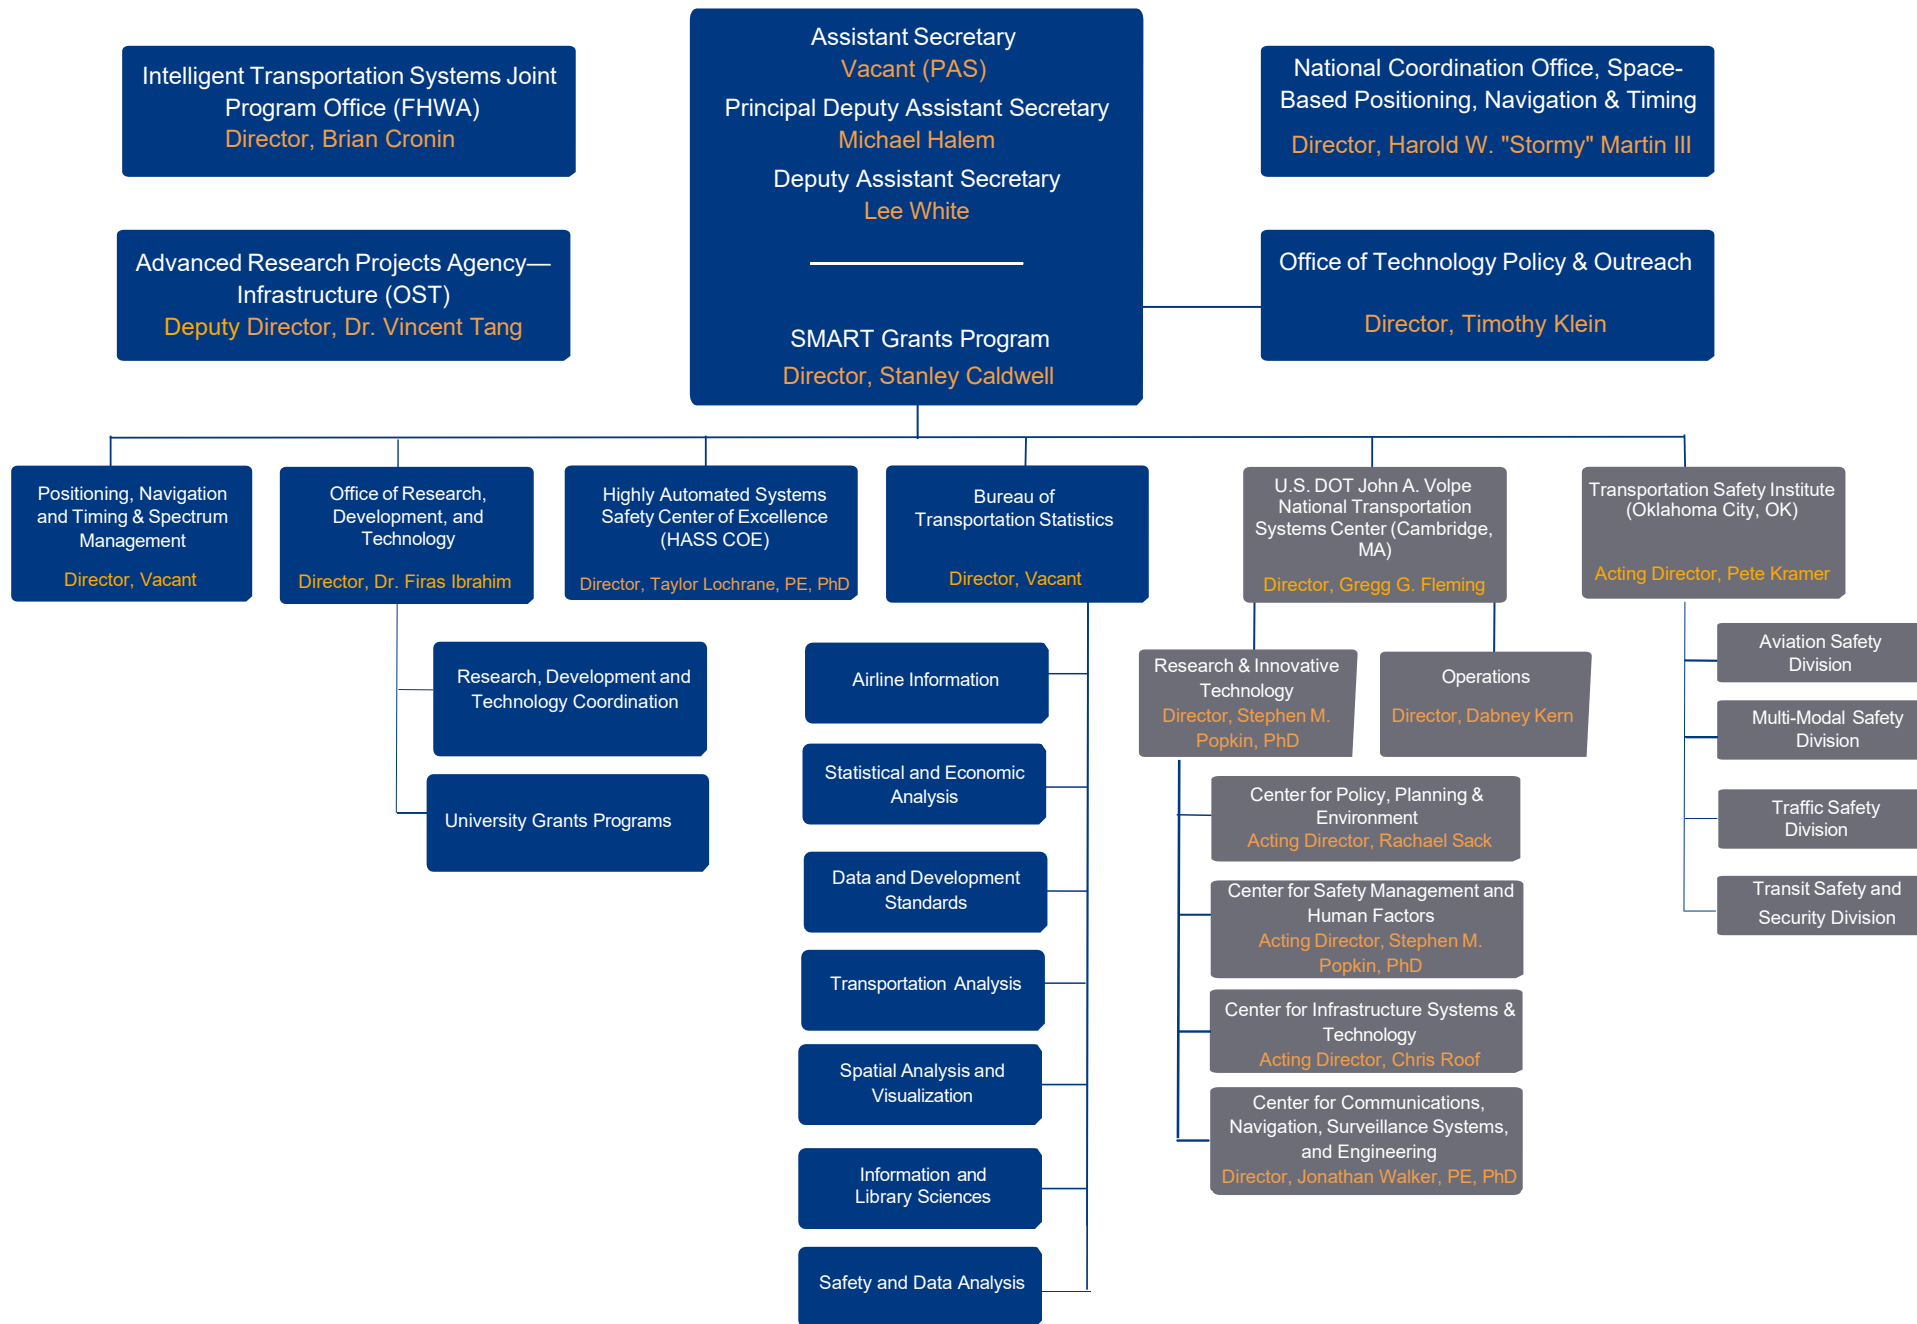 Assistant Secretary
Vacant (PAS)
Principal Deputy Assistant Secretary
Michael Halem
Deputy Assistant Secretary
Lee White
SMART Grants Program
Director, Stanley Caldwell
Intelligent Transportation Systems Joint
Program Office (FHWA)
Director, Brian Cronin
Advanced Research Projects Agency—
Infrastructure (OST)
Deputy Director, Dr. Vincent Tang
National Coordination Office, Space-
Based Positioning, Navigation & Timing
Director, Harold W. "Stormy" Martin III
Office of Technology Policy & Outreach
Director, Timothy Klein
Positioning, Navigation
and Timing & Spectrum
Management
Director, Vacant
Office of Research,
Development, and
Technology
Director, Dr. Firas Ibrahim
Research, Development and
Technology Coordination
University Grants Programs
Highly Automated Systems
Safety Center of Excellence
(HASS COE)
Director, Taylor Lochrane, PE, PhD
Bureau of
Transportation Statistics
Director, Vacant
Airline Information
Statistical and Economic
Analysis
Data and Development
Standards
Transportation Analysis
Spatial Analysis and
Visualization
Information and
Library Sciences
Safety and Data Analysis
U.S. DOT John A. Volpe
National Transportation
Systems Center (Cambridge,
MA)
Director, Gregg G. Fleming
Research & Innovative
Technology
Director, Stephen M.
Popkin, PhD
Operations
Director, Dabney Kern
Center for Policy, Planning &
Environment
Acting Director, Rachael Sack
Center for Safety Management and
Human Factors
Acting Director, Stephen M.
Popkin, PhD
Center for Infrastructure Systems &
Technology
Acting Director, Chris Roof
Center for Communications,
Navigation, Surveillance Systems,
and Engineering
Director, Jonathan Walker, PE, PhD
Transportation Safety Institute
(Oklahoma City, OK)
Acting Director, Pete Kramer
Aviation Safety
Division
Multi-Modal Safety
Division
Traffic Safety
Division
Transit Safety and
Security Division